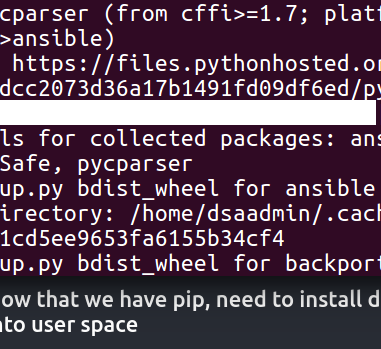 cparser (from cffi>=1.7; platf
>ansible)
https://files.pythonhosted.or
dcc2073d36a17b1491fd09df6ed/py
ls for collected packages: ans
Safe, pycparser
up.py bdist_wheel for ansible
irectory: /home/dsaadmin/.cach
1cd5ee9653fa6155b34cf4
up.py bdist_wheel for backport
ow that we have pip, need to install d
nto user space